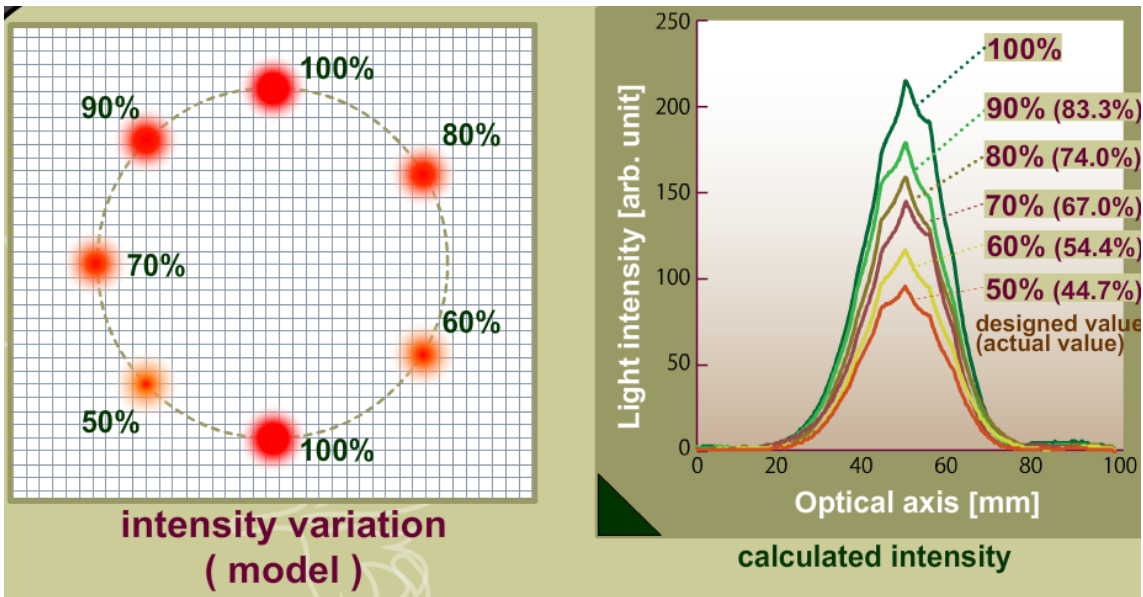 100%
90%
80%
70%
60%
50%
100%
intensity variation
( model )
250
200
150
100
50
0
Light intensity [arb. unit]
100%
90% (83.3%)
80% (74.0%)
70% (67.0%)
60% (54.4%)
50% (44.7%)
designed value
(actual value)
0 20 40 60 80 100
Optical axis [mm]
calculated intensity